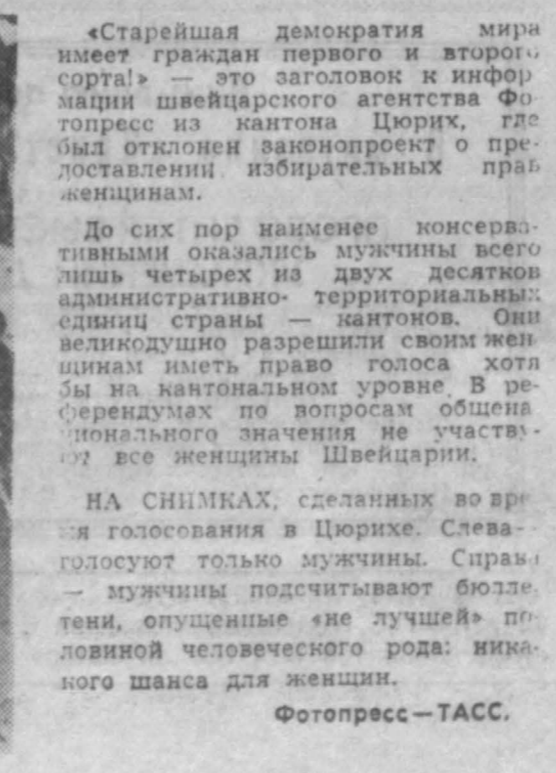 «Старейшая демократия мира
имеет граждан первого и второго
сорта!» — это заголовок к инфор
мации швейцарского агентства Фо
топресс из кантона Цюрих, где
был отклонен законопроект о пре-
доставлении избирательных прав
женщинам.
До сих пор наименее консерва-
тивными оказались мужчины всего
лишь четырех из двух десятков
административно- территориальных
единиц страны — кантонов. Они
великодушно разрешили своим жен
щинам иметь право голоса хотя
бы на кантональном уровне. В ре-
ферендумах по вопросам общена
ционального значения не участву-
ют все женщины Швейцарии.
НА СНИМКАХ, сделанных во вре
мя голосования в Цюрихе. Слева—
голосуют только мужчины. Справа
— мужчины подсчитывают бюлле
тени, опущенные «не лучшей» по
ловиной человеческого рода: ника-
кого шанса для женщин.
Фотопресс—ТАСС.